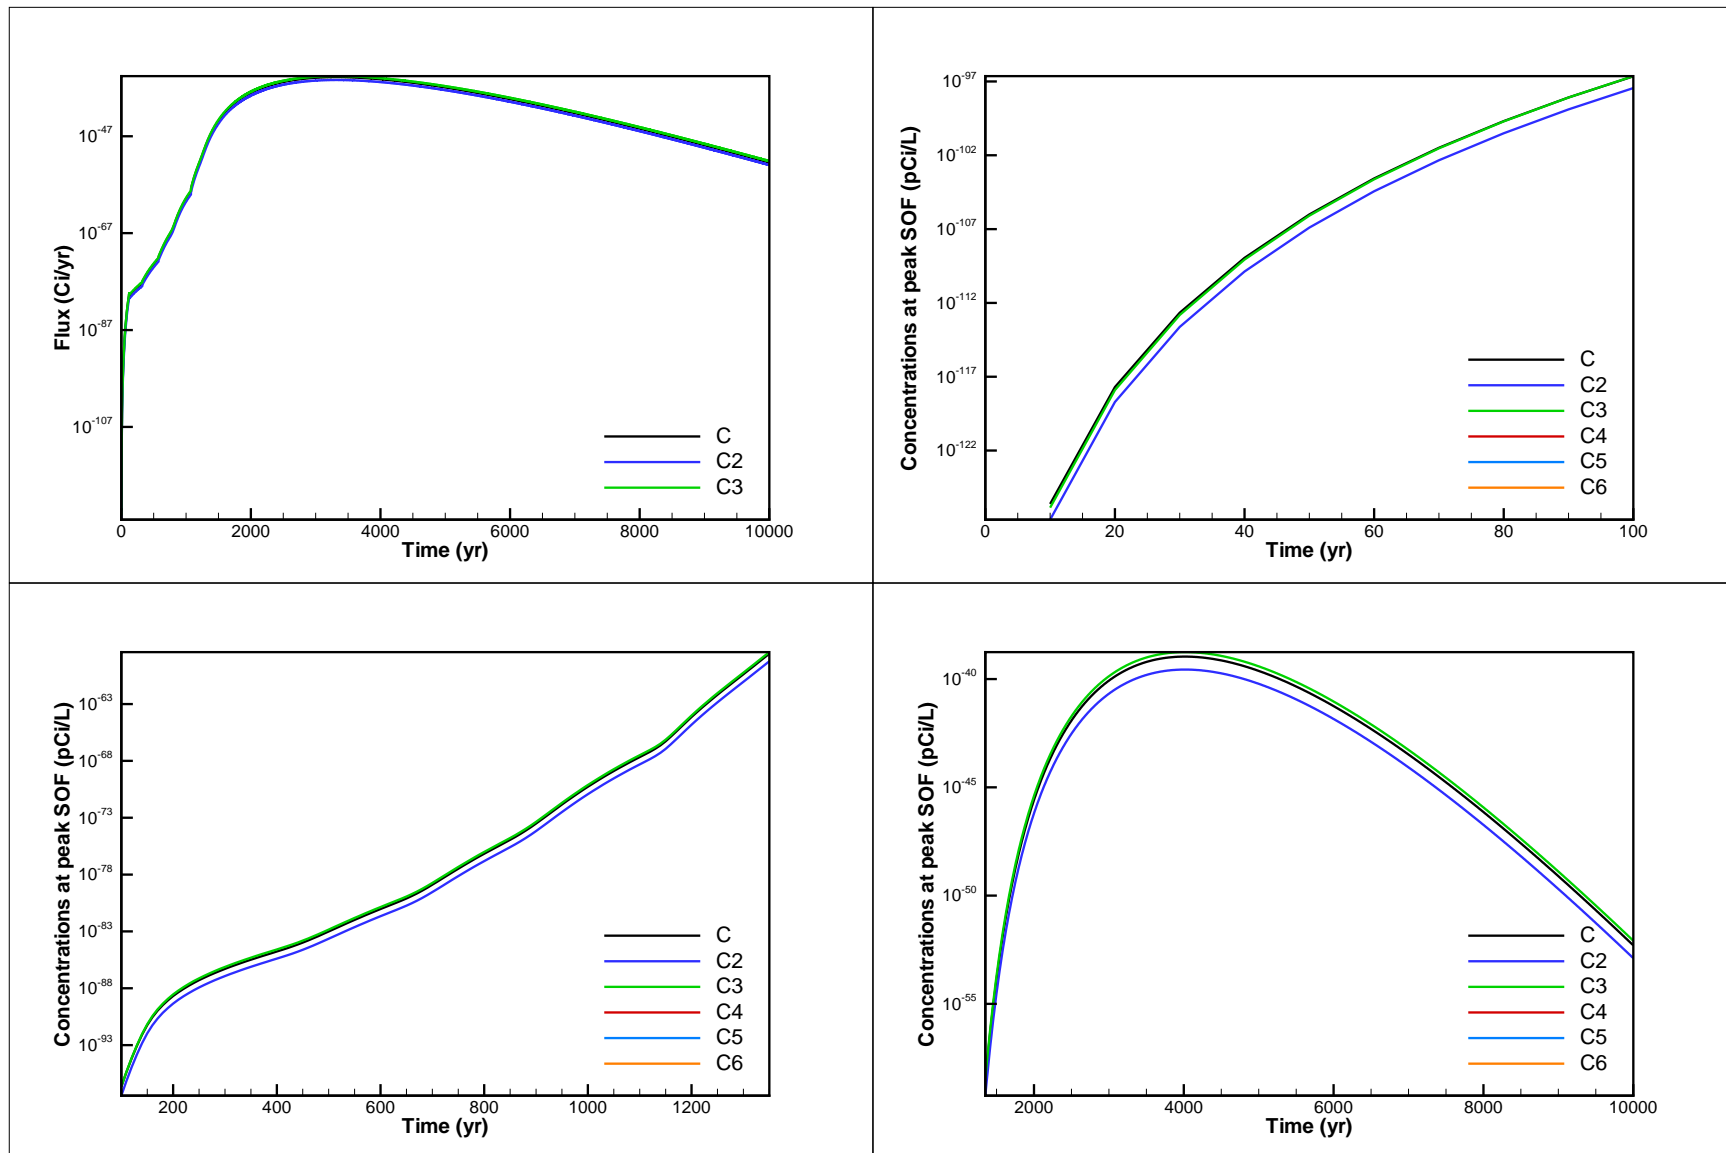 Flux (Ci/yr)
10^-47
10^-67
10^-87
10^-107
0 2000 4000 6000 8000 10000
Time (yr)
C
C2
C3
Concentrations at peak SOF (pCi/L)
10^-97
10^-102
10^-107
10^-112
10^-117
10^-122
0 20 40 60 80 100
Time (yr)
C
C2
C3
C4
C5
C6
Concentrations at peak SOF (pCi/L)
10^-63
10^-68
10^-73
10^-78
10^-83
10^-88
10^-93
200 400 600 800 1000 1200
Time (yr)
C
C2
C3
C4
C5
C6
Concentrations at peak SOF (pCi/L)
10^-40
10^-45
10^-50
10^-55
2000 4000 6000 8000 10000
Time (yr)
C
C2
C3
C4
C5
C6